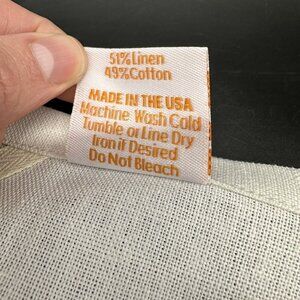 51% Linen
49% Cotton
MADE IN THE USA
Machine Wash Cold
Tumble or Line Dry
Iron if Desired
Do Not Bleach